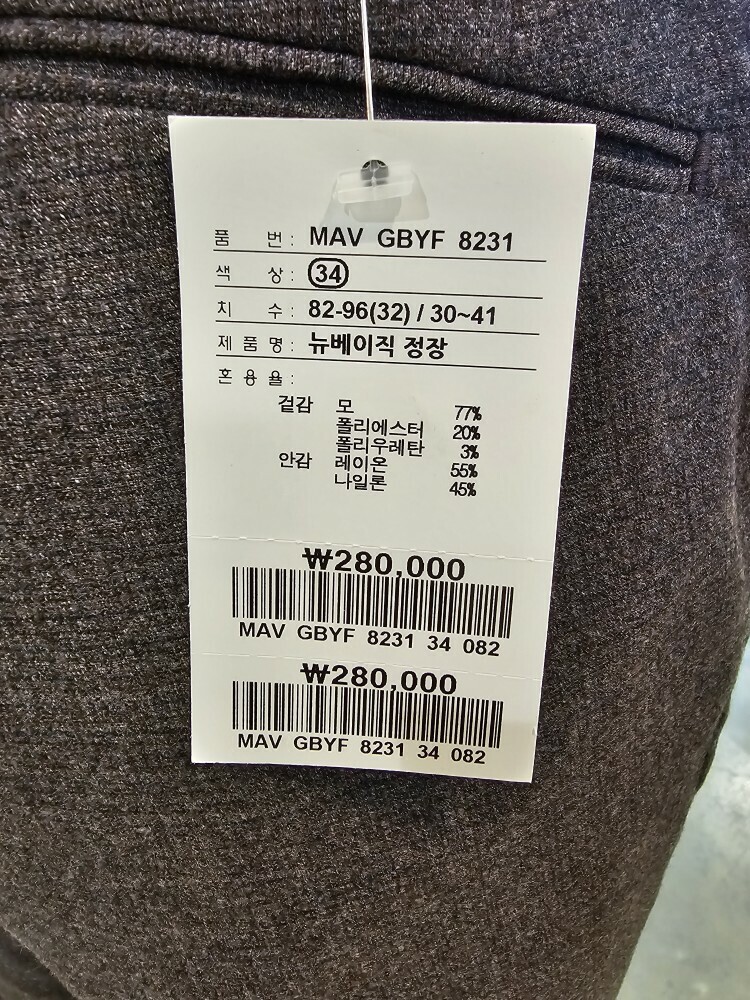 품 번 : MAV GBYF 8231
색 상 : 34
치 수 : 82-96(32) / 30~41
제 품 명 : 뉴베이직 정장
혼 용 율 :
겉감 모 77%
폴리에스터 20%
폴리우레탄 3%
안감 레이온 55%
나일론 45%
₩280,000
MAV GBYF 8231 34 082
₩280,000
MAV GBYF 8231 34 082